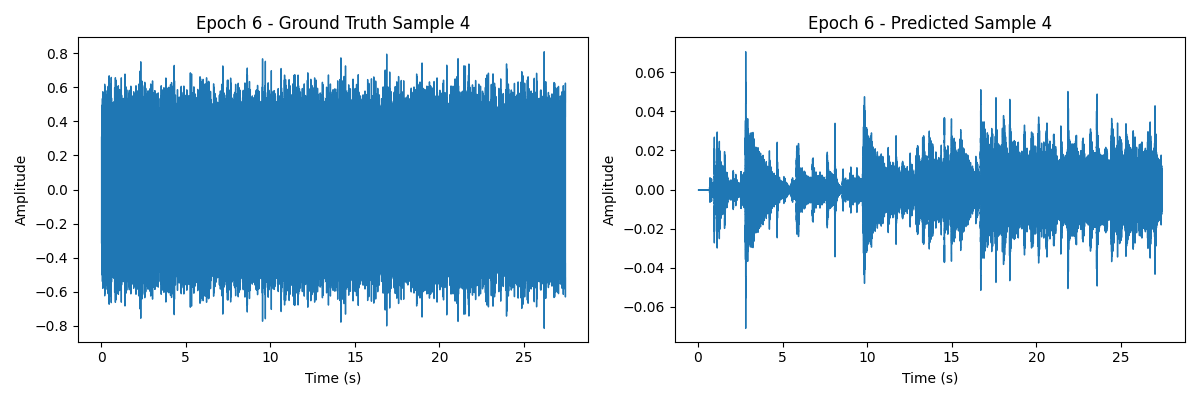 Epoch 6 - Ground Truth Sample 4
0.8
0.6
0.4
0.2
0.0
−0.2
−0.4
−0.6
−0.8
Amplitude
0 5 10 15 20 25
Time (s)
Epoch 6 - Predicted Sample 4
0.06
0.04
0.02
0.00
−0.02
−0.04
−0.06
Amplitude
0 5 10 15 20 25
Time (s)